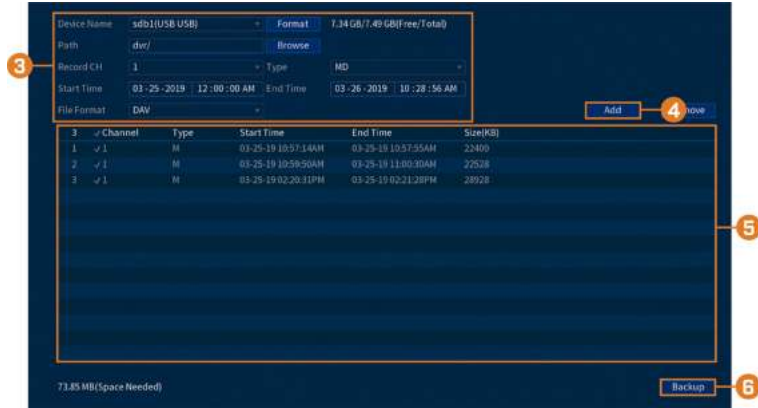 Device Name sdb1(USB USB) Format 7.34 GB/7.49 GB(Free/Total)
Path dvr/ Browse
3
Record CH 1 Type MD
Start Time 03-25-2019 12:00:00 AM End Time 03-26-2019 10:28:56 AM
File Format DAV Add 4 move
3 Channel Type Start Time End Time Size(KB)
1 1 M 03-25-19 10:57:14AM 03-25-19 10:57:55AM 22400
2 1 M 03-25-19 10:59:50AM 03-25-19 11:00:30AM 22528
3 1 M 03-25-19 02:20:31PM 03-25-19 02:21:28PM 28928
5
73.85 MB(Space Needed) Backup 6